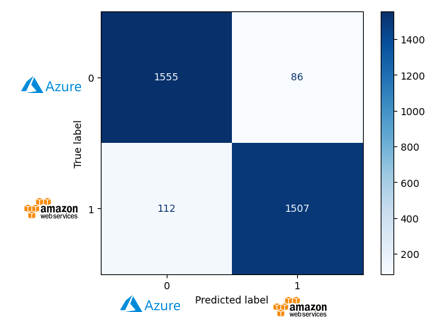 1400
1200
1000
800
600
400
200
0
1555
86
Azure
True label
1
112
1507
amazon
webservices
0
1
Azure
Predicted label
amazon
webservices